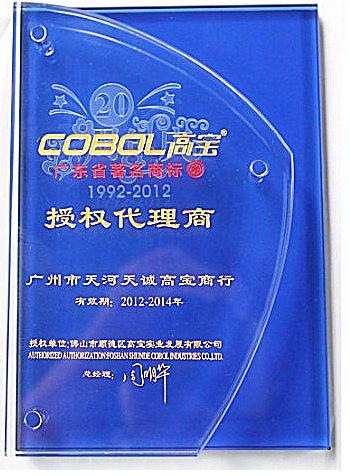 20
COBOL高宝®
广东省著名商标
1992-2012
授权代理商
广州市天河天诚高宝商行
有效期：2012-2014年
授权单位：佛山市顺德区高宝实业发展有限公司
AUTHORIZED AUTHORIZATION:FOSHAN SHUNDE COBOL INDUSTRIES CO.,LTD.
总经理：